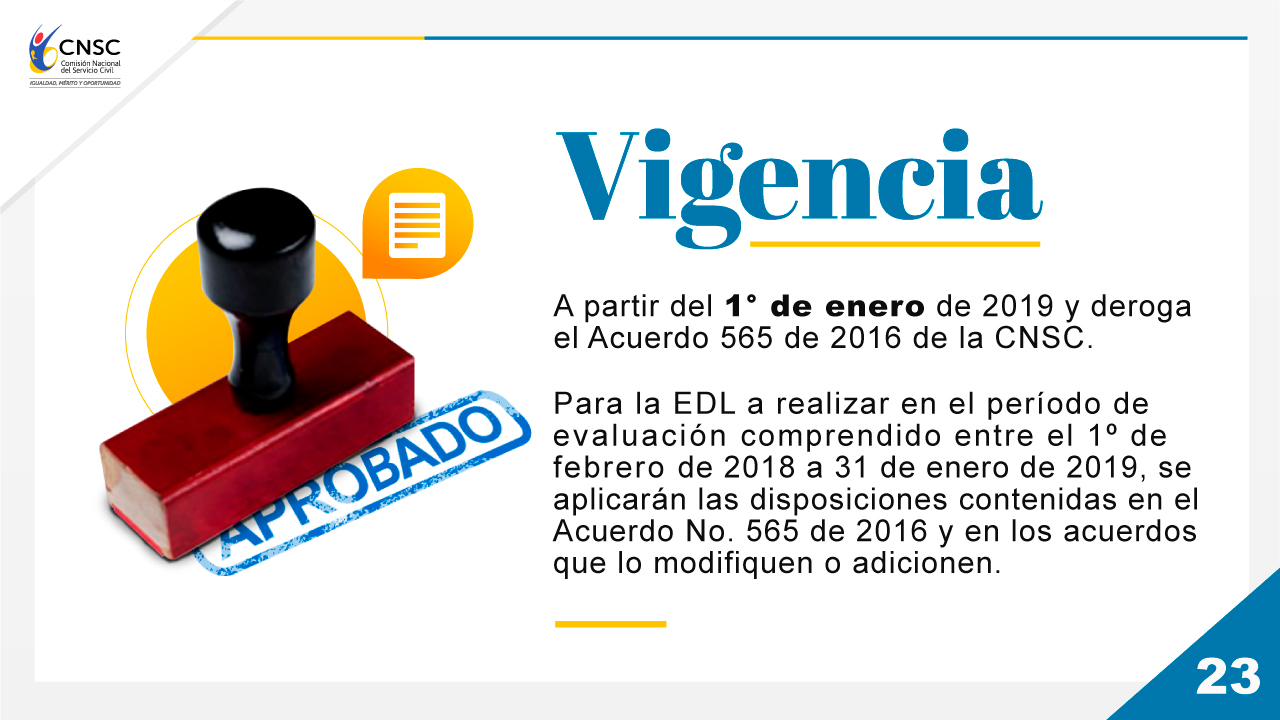 CNSC
Comisión Nacional
del Servicio Civil
IGUALDAD, MÉRITO Y OPORTUNIDAD
Vigencia
A partir del 1° de enero de 2019 y deroga
el Acuerdo 565 de 2016 de la CNSC.
Para la EDL a realizar en el período de
evaluación comprendido entre el 1º de
febrero de 2018 a 31 de enero de 2019, se
aplicarán las disposiciones contenidas en el
Acuerdo No. 565 de 2016 y en los acuerdos
que lo modifiquen o adicionen.
APROBADO
23